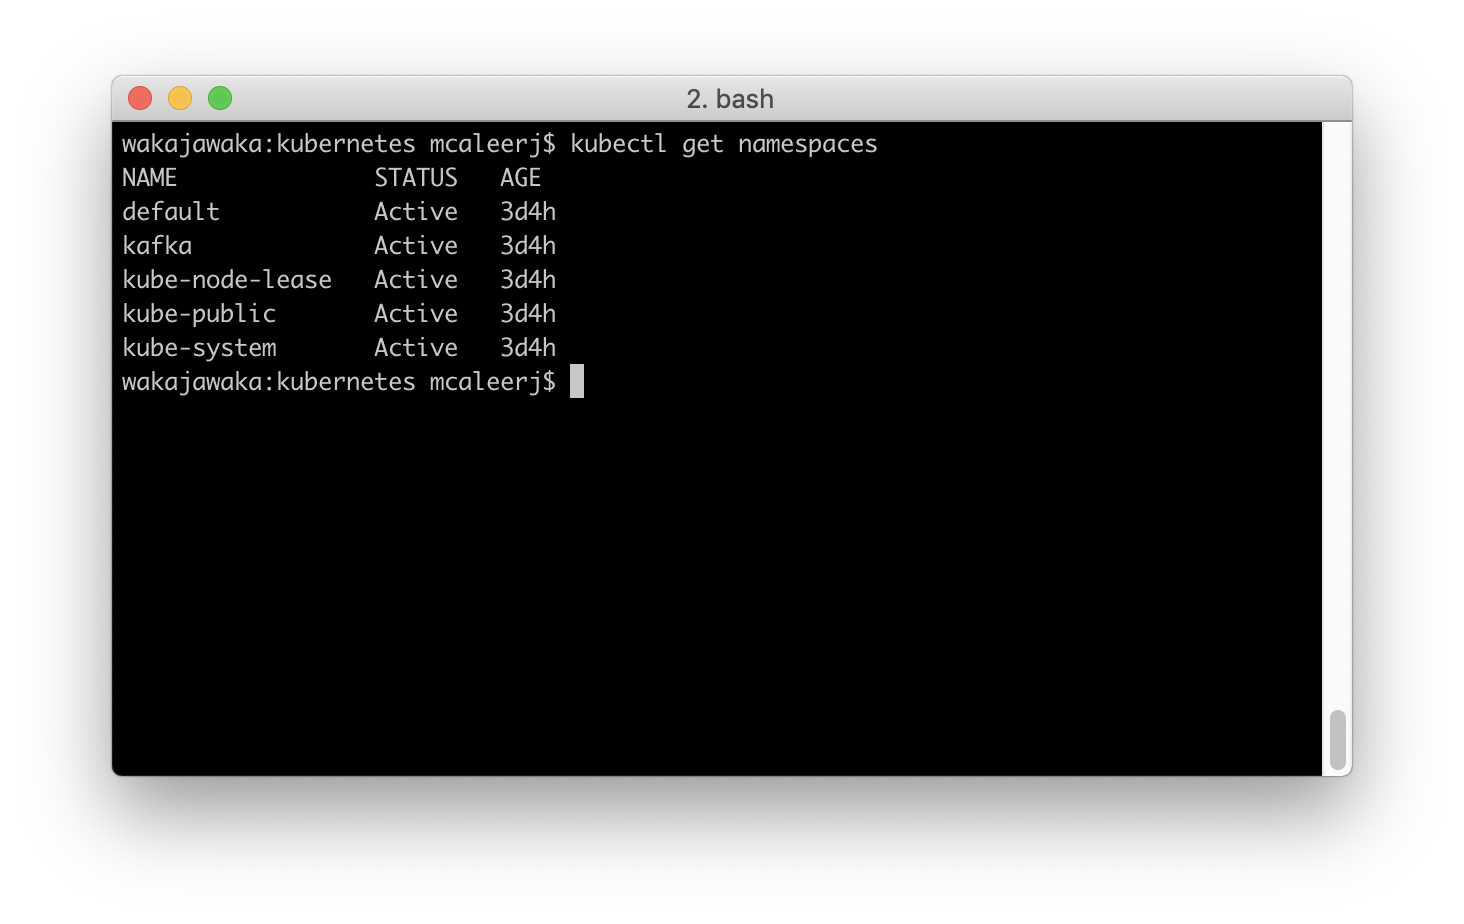 2. bash
wakajawaka:kubernetes mcaleerj$ kubectl get namespaces
NAME              STATUS   AGE
default           Active   3d4h
kafka             Active   3d4h
kube-node-lease   Active   3d4h
kube-public       Active   3d4h
kube-system       Active   3d4h
wakajawaka:kubernetes mcaleerj$